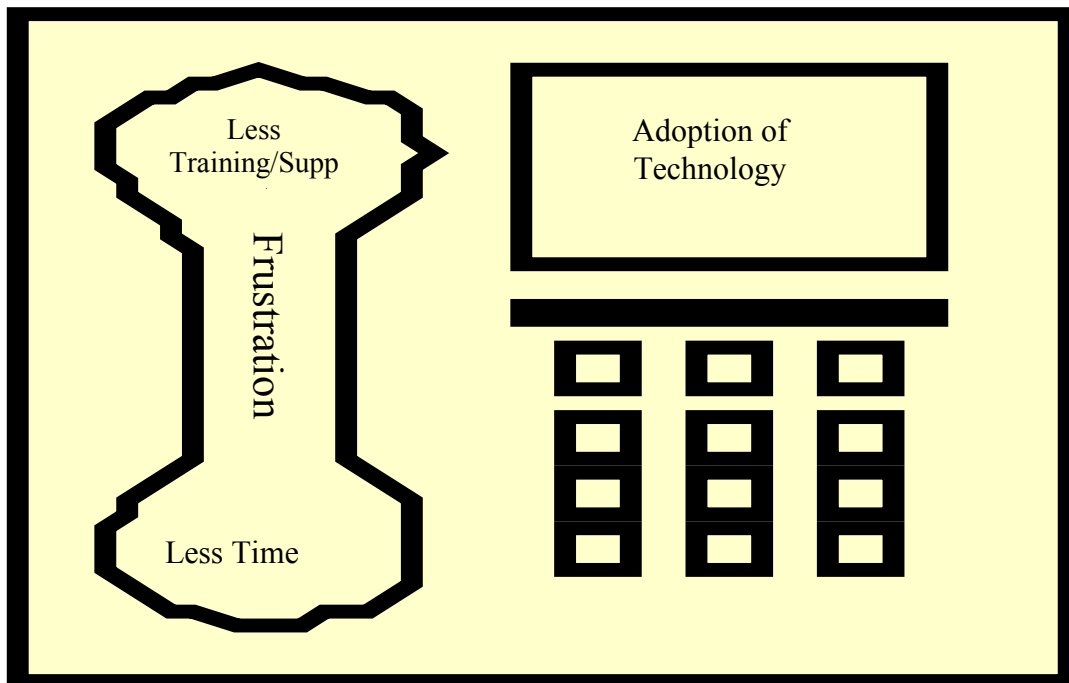 Less
Training/Supp
Frustration
Less Time
Adoption of
Technology